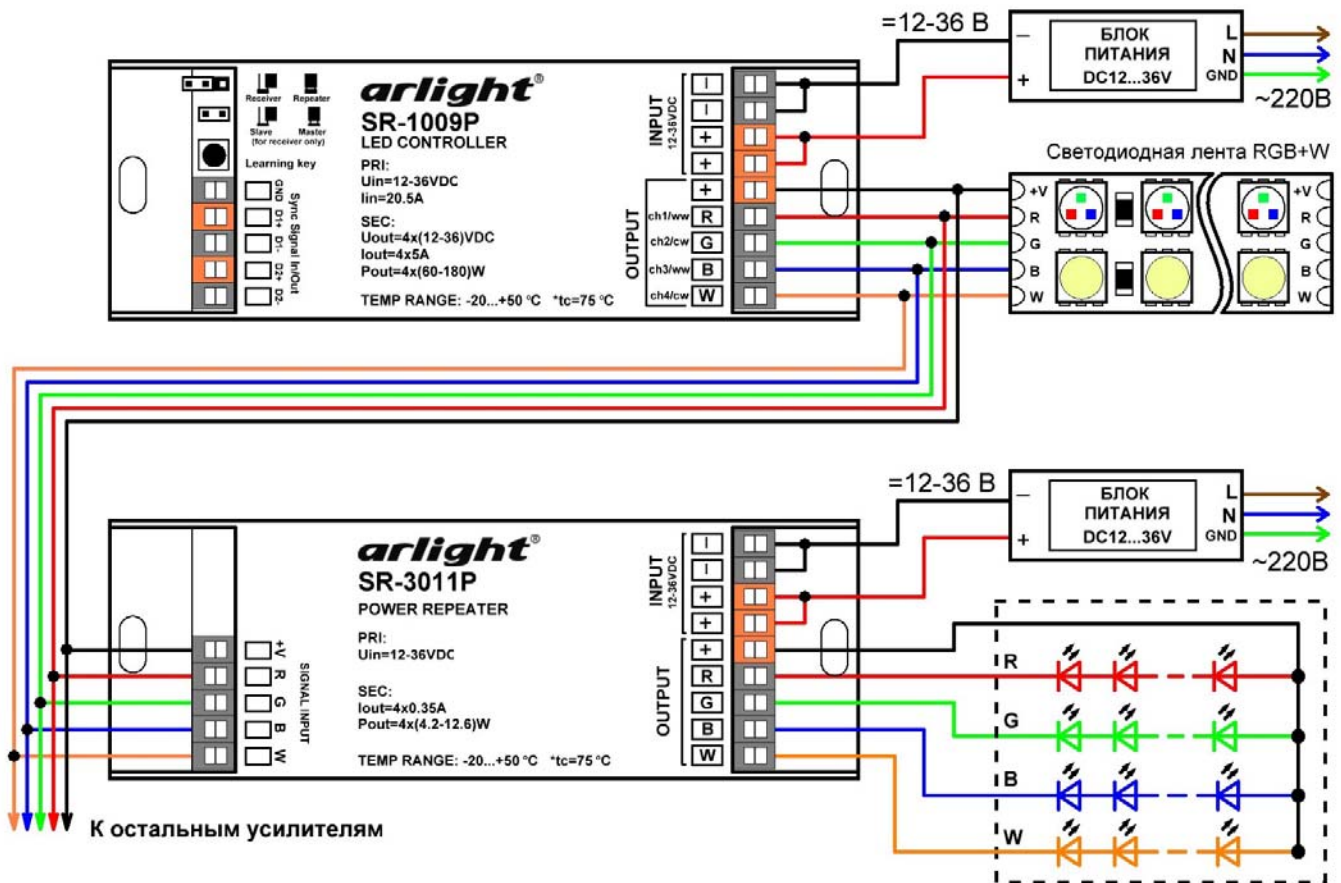 =12-36 В
–
+
БЛОК
ПИТАНИЯ
DC12...36V
L
N
GND
~220В
Receiver Repeater
Slave Master
(for receiver only)
Learning key
GND
D1+
D1-
D2+
D2-
Sync Signal In/Out
arlight®
SR-1009P
LED CONTROLLER
PRI:
Uin=12-36VDC
Iin=20.5A
SEC:
Uout=4x(12-36)VDC
Iout=4x5A
Pout=4x(60-180)W
TEMP RANGE: -20...+50 °C *tc=75 °C
INPUT
12-36VDC
–
–
+
+
OUTPUT
+
ch1/ww R
ch2/cw G
ch3/ww B
ch4/cw W
Светодиодная лента RGB+W
+V +V
R R
G G
B B
W W
=12-36 В
–
+
БЛОК
ПИТАНИЯ
DC12...36V
L
N
GND
~220В
+V
R
G
B
W
SIGNAL INPUT
arlight®
SR-3011P
POWER REPEATER
PRI:
Uin=12-36VDC
SEC:
Iout=4x0.35A
Pout=4x(4.2-12.6)W
TEMP RANGE: -20...+50 °C *tc=75 °C
INPUT
12-36VDC
–
–
+
+
OUTPUT
+
R
G
B
W
R
G
B
W
К остальным усилителям